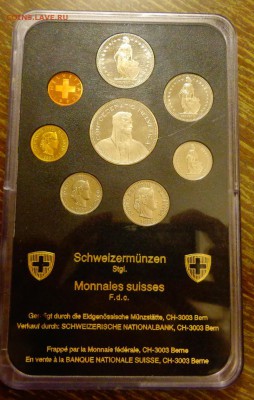 COINS.LAVE.RU
Schweizermünzen
Stgl.
Monnaies suisses
F.d.c.
Geprägt durch die Eidgenössische Münzstätte, CH-3003 Bern
Verkauf durch: SCHWEIZERISCHE NATIONALBANK, CH-3003 Bern
Frappé par la Monnaie fédérale, CH-3003 Berne
En vente à la BANQUE NATIONALE SUISSE, CH-3003 Berne